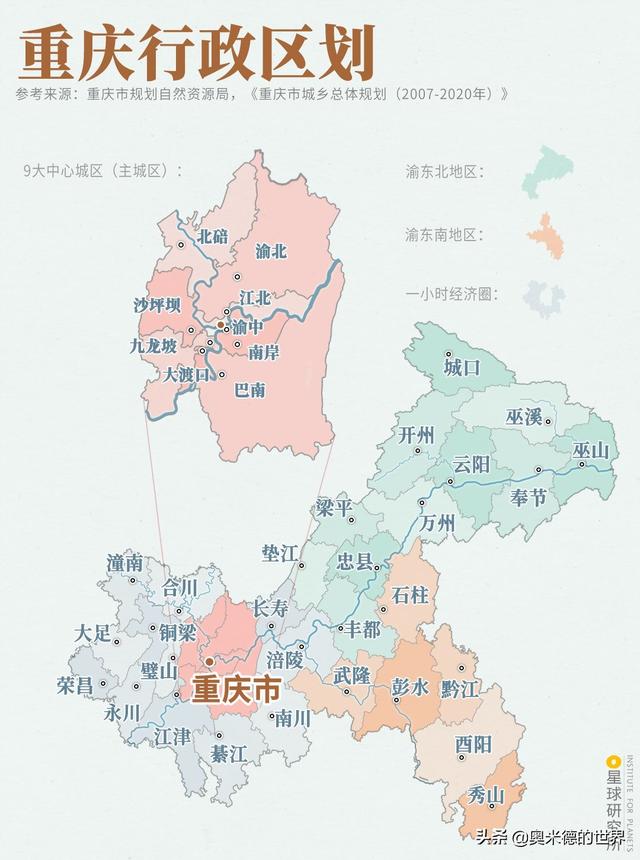 重庆行政区划
参考来源：重庆市规划自然资源局，《重庆市城乡总体规划（2007-2020年）》
9大中心城区（主城区）：
渝东北地区：
渝东南地区：
一小时经济圈：
北碚
渝北
沙坪坝
江北
渝中
九龙坡
南岸
大渡口
巴南
城口
巫溪
开州
云阳
巫山
奉节
梁平
万州
垫江
忠县
潼南
合川
石柱
长寿
大足
铜梁
丰都
涪陵
璧山
武隆
荣昌
重庆市
彭水
黔江
永川
南川
江津
綦江
酉阳
秀山
星球研究所
INSTITUTE FOR PLANETS
头条 @奥米德的世界